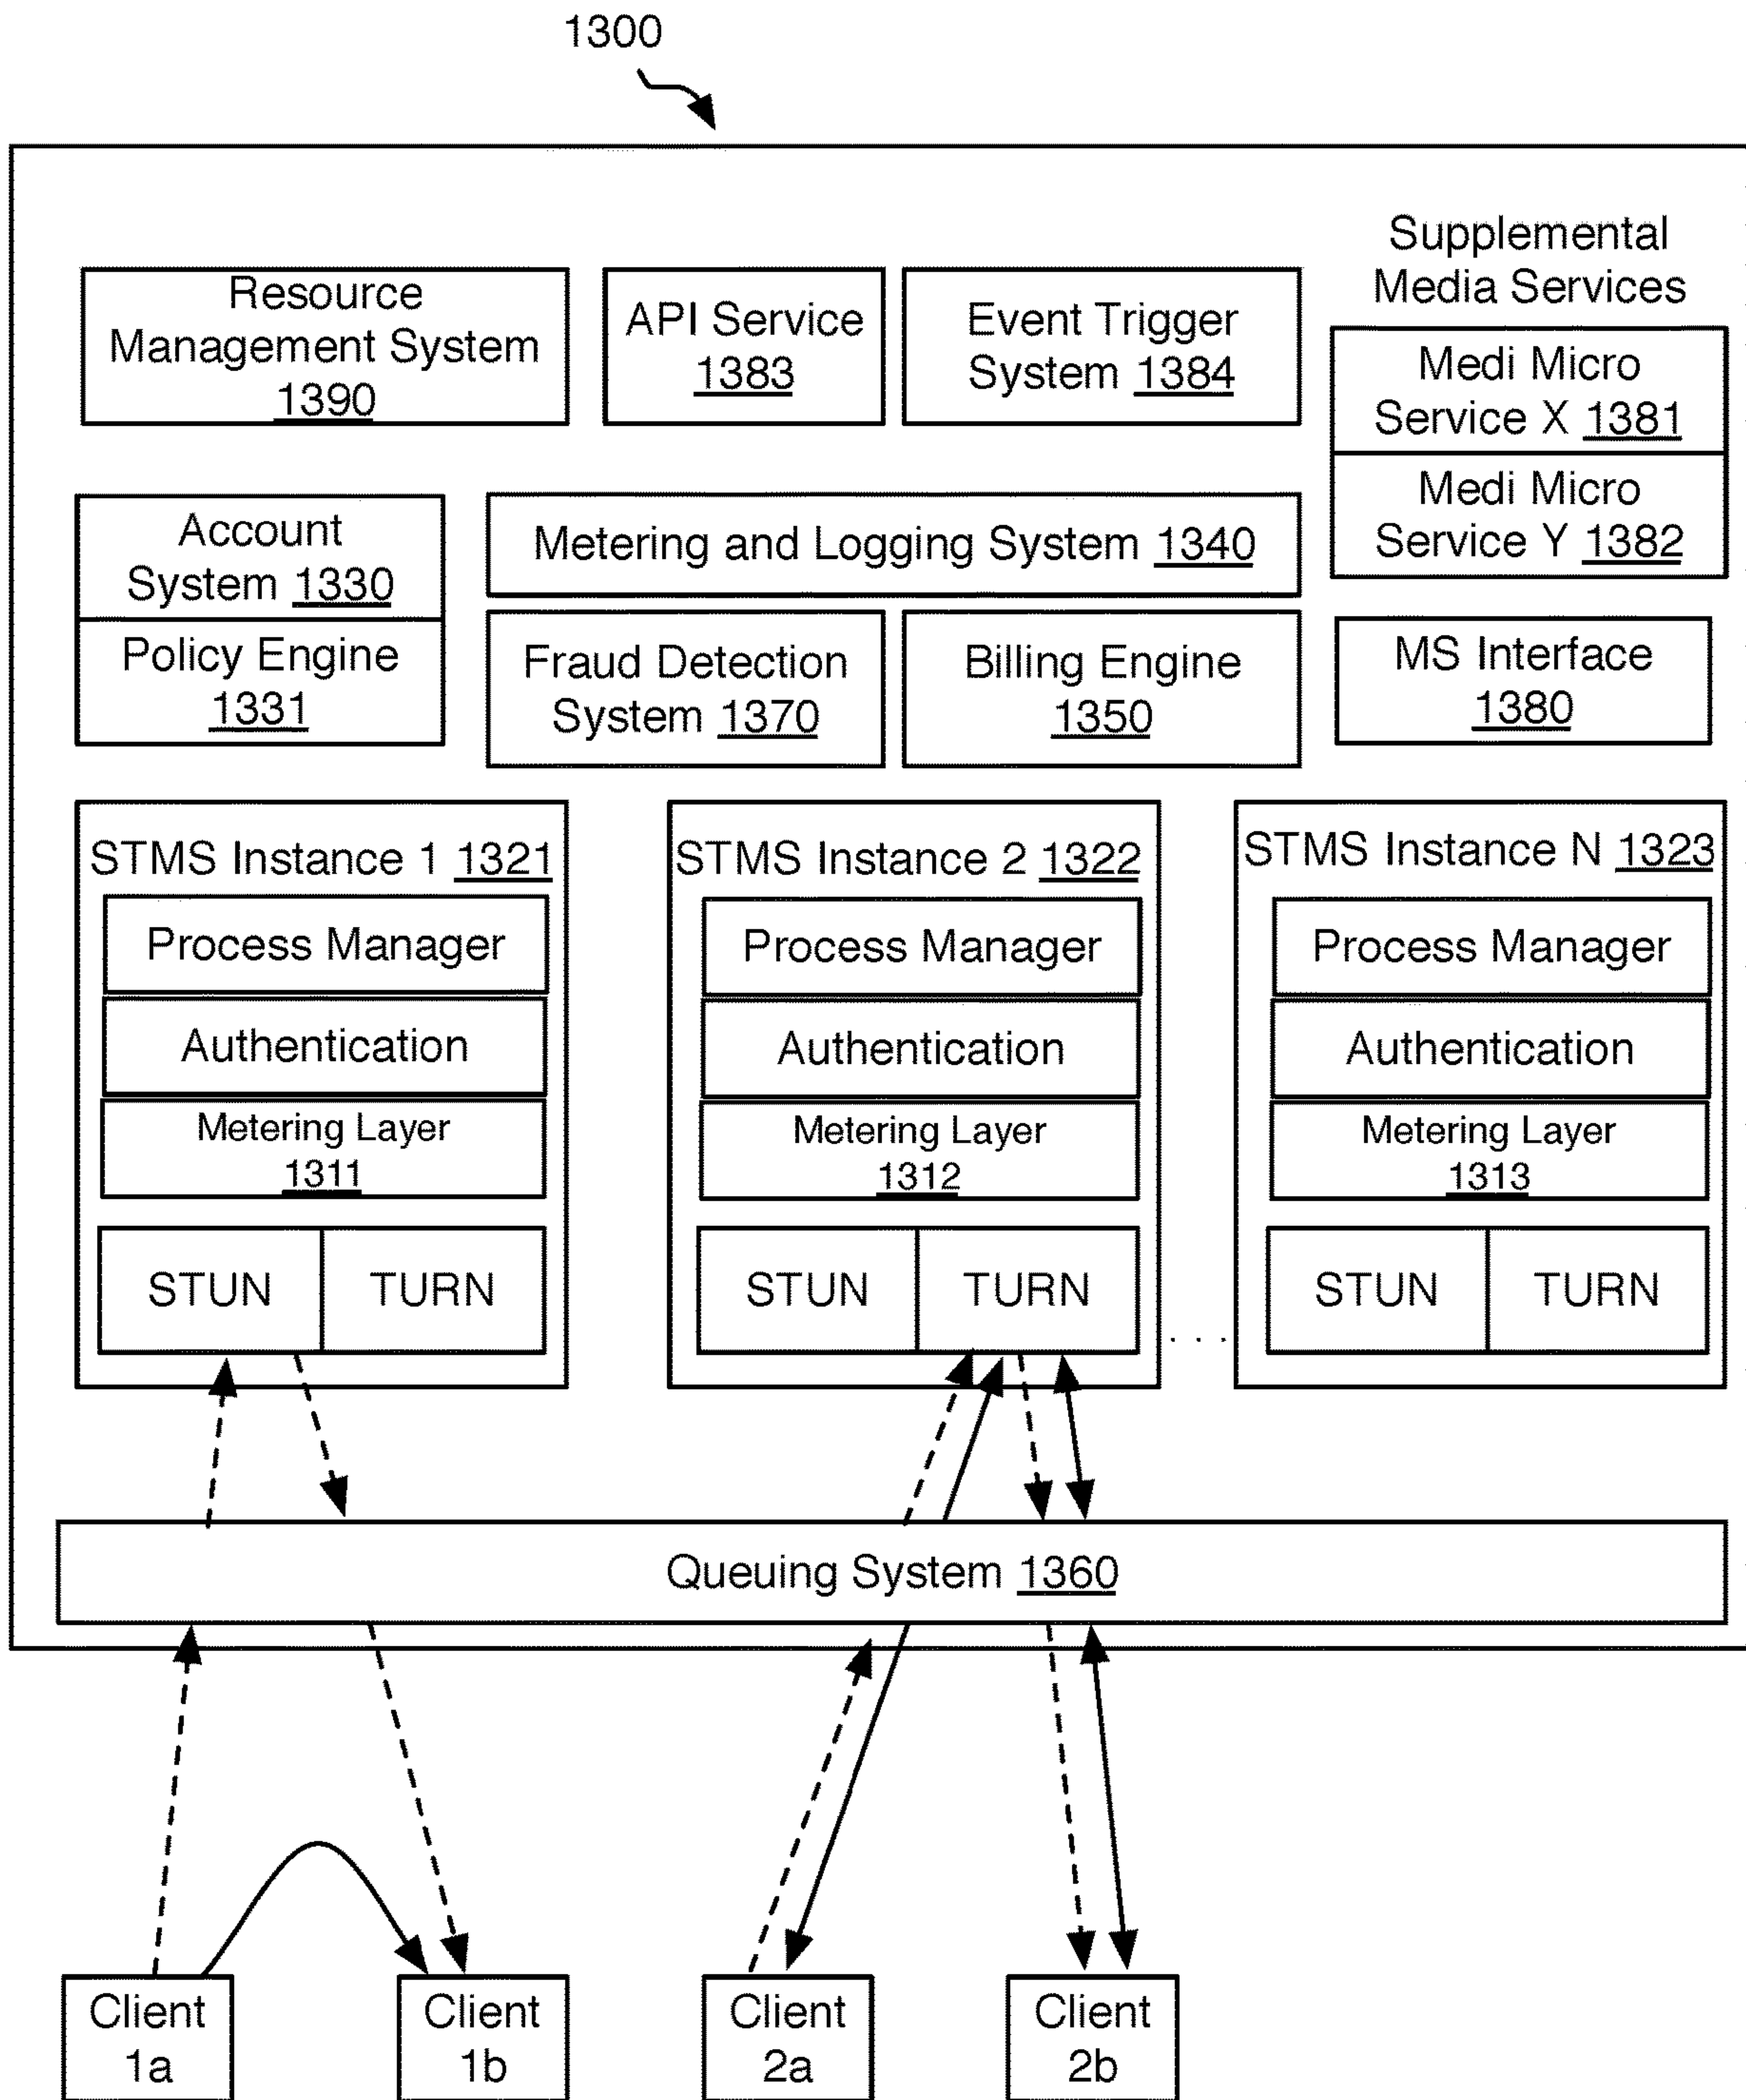 1300
Supplemental
Media Services
Resource
Management System
1390
API Service
1383
Event Trigger
System 1384
Medi Micro
Service X 1381
Medi Micro
Service Y 1382
Account
System 1330
Policy Engine
1331
Metering and Logging System 1340
Fraud Detection
System 1370
Billing Engine
1350
MS Interface
1380
STMS Instance 1 1321
Process Manager
Authentication
Metering Layer
1311
STUN
TURN
STMS Instance 2 1322
Process Manager
Authentication
Metering Layer
1312
STUN
TURN
. . .
STMS Instance N 1323
Process Manager
Authentication
Metering Layer
1313
STUN
TURN
Queuing System 1360
Client
1a
Client
1b
Client
2a
Client
2b